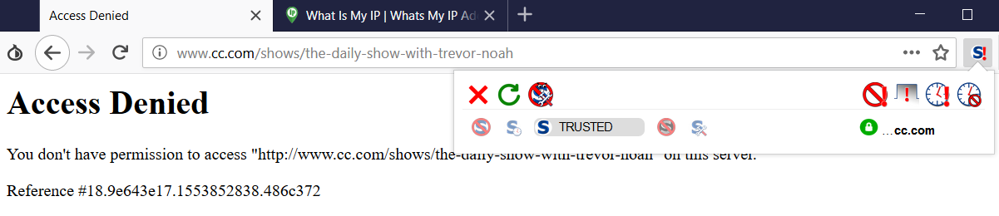 Access Denied
What Is My IP | Whats My IP Ad
www.cc.com/shows/the-daily-show-with-trevor-noah
Access Denied
TRUSTED
...cc.com
You don't have permission to access "http://www.cc.com/shows/the-daily-show-with-trevor-noah" on this server.
Reference #18.9e643e17.1553852838.486c372